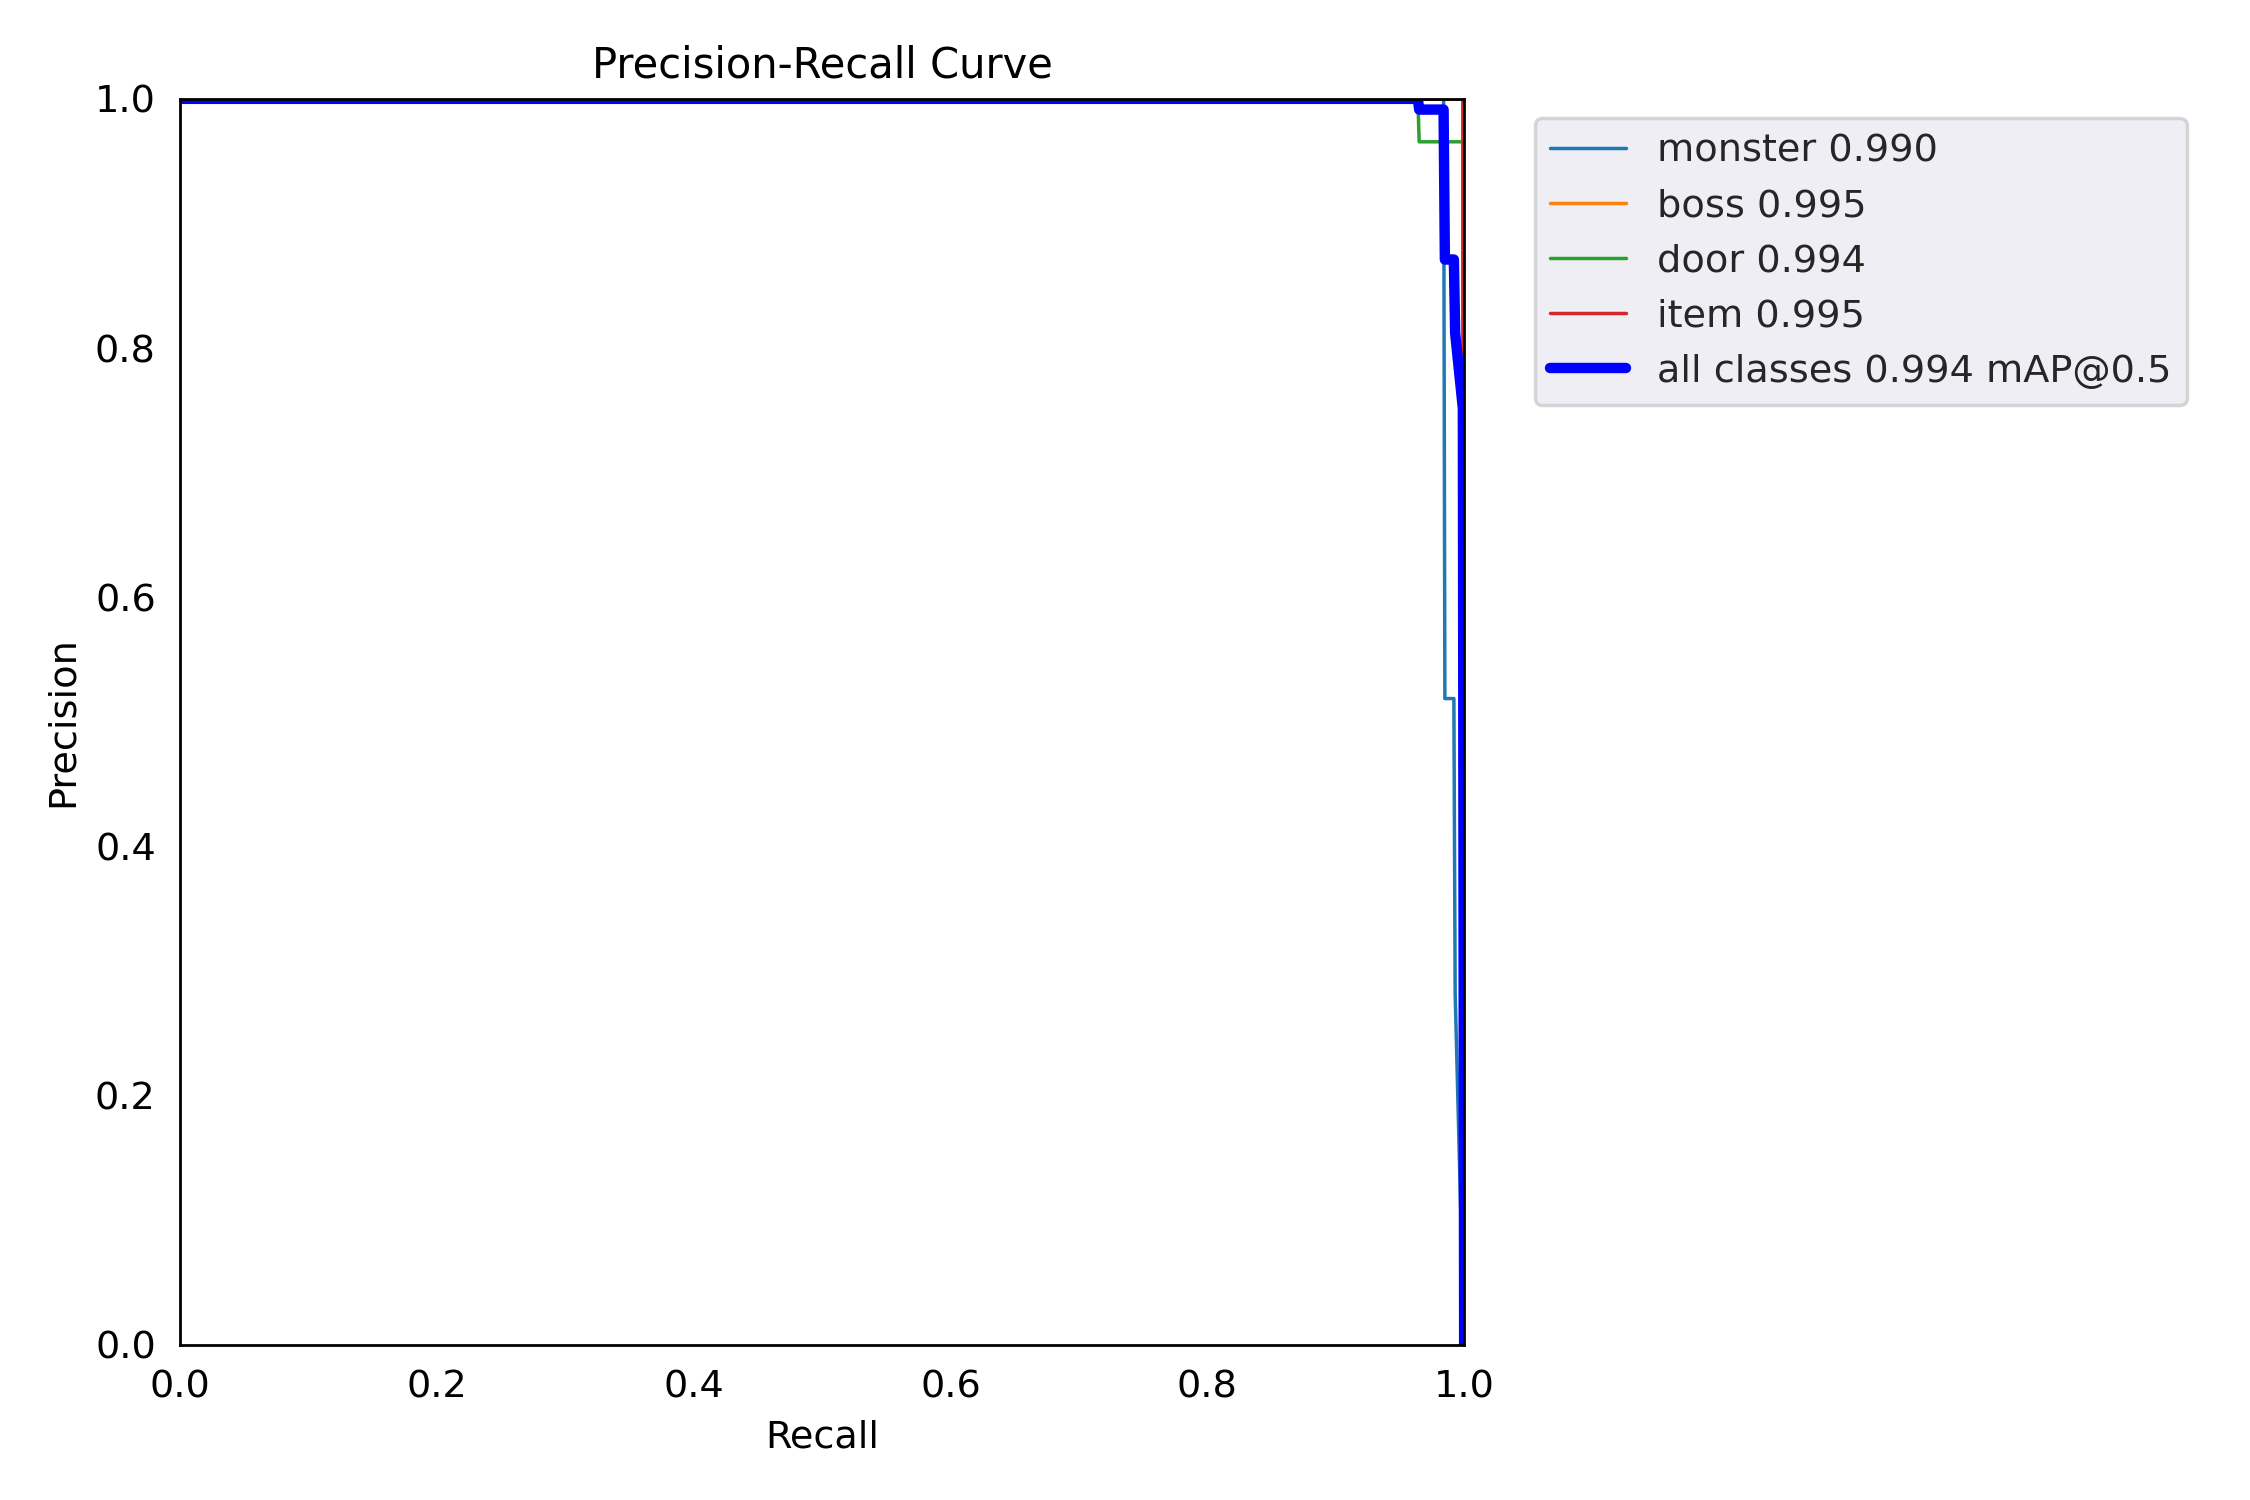 Precision-Recall Curve
1.0
0.8
0.6
0.4
0.2
0.0
Precision
0.0 0.2 0.4 0.6 0.8 1.0
Recall
monster 0.990
boss 0.995
door 0.994
item 0.995
all classes 0.994 mAP@0.5